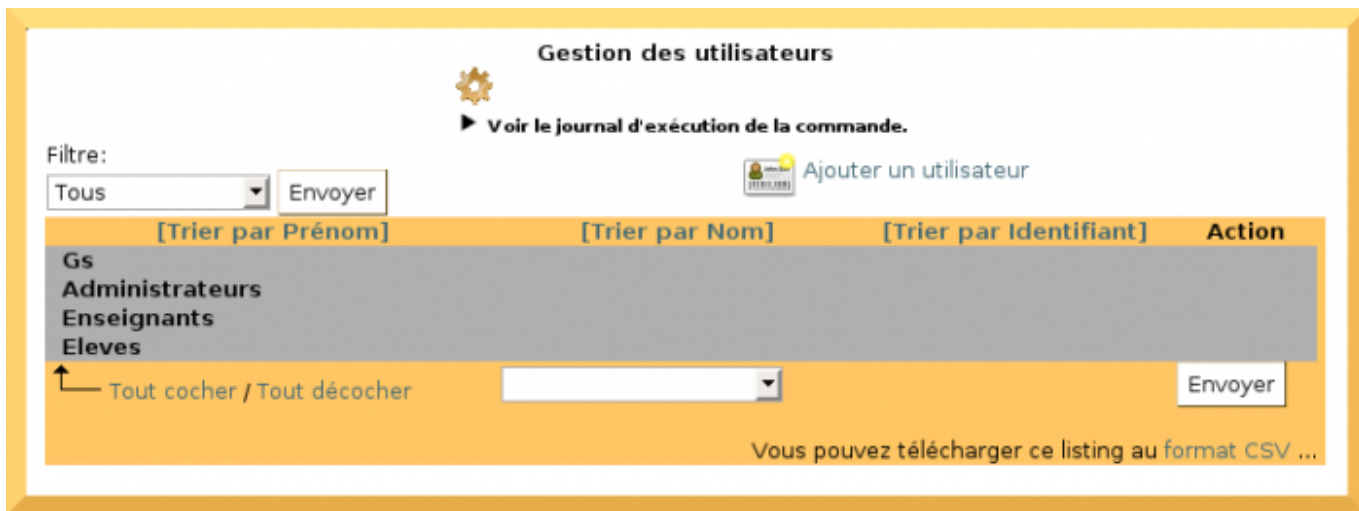 Gestion des utilisateurs
Voir le journal d'exécution de la commande.
Filtre:
Ajouter un utilisateur
Tous Envoyer
[Trier par Prénom] [Trier par Nom] [Trier par Identifiant] Action
Gs
Administrateurs
Enseignants
Eleves
Tout cocher / Tout décocher Envoyer
Vous pouvez télécharger ce listing au format CSV ...